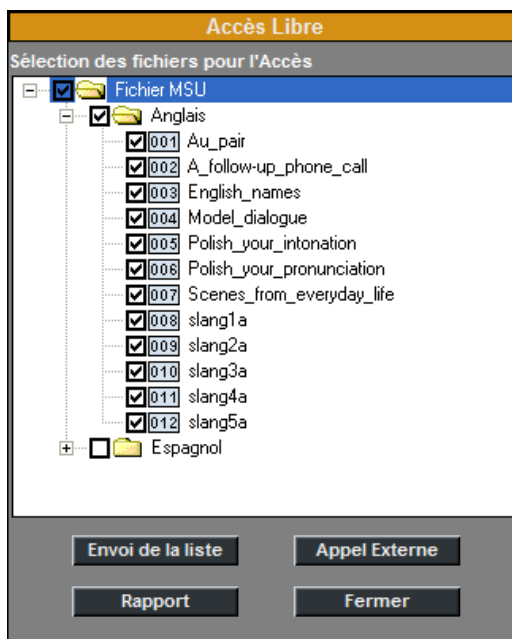 Accès Libre
Sélection des fichiers pour l'Accès
Fichier MSU
Anglais
001 Au_pair
002 A_follow-up_phone_call
003 English_names
004 Model_dialogue
005 Polish_your_intonation
006 Polish_your_pronunciation
007 Scenes_from_everyday_life
008 slang1a
009 slang2a
010 slang3a
011 slang4a
012 slang5a
Espagnol
Envoi de la liste Appel Externe
Rapport Fermer